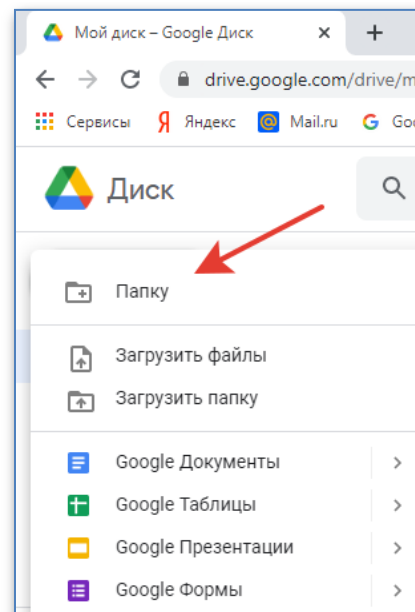 Мой диск – Google Диск
drive.google.com/drive/m
Сервисы Яндекс Mail.ru Goo
Диск
Папку
Загрузить файлы
Загрузить папку
Google Документы
Google Таблицы
Google Презентации
Google Формы